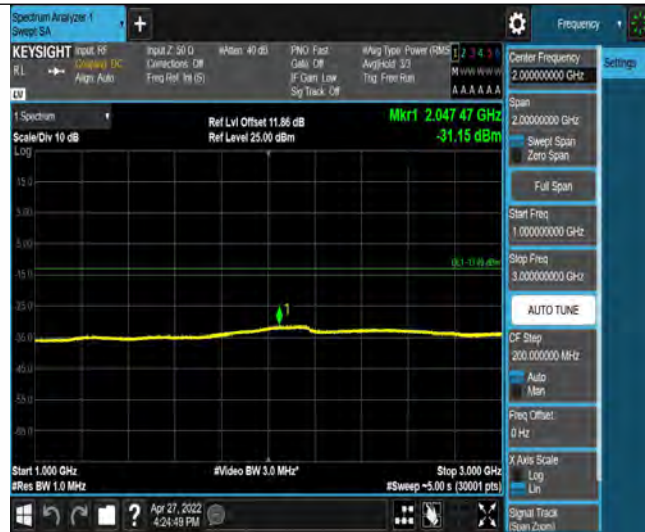 Spectrum Analyzer 1
Swept SA
+
Frequency
KEYSIGHT Input: RF Input Z: 50 Ω #Atten: 40 dB PNO: Fast #Avg Type: Power (RMS 1 2 3 4 5 6
RL Coupling: DC Corrections: Off Gate: Off Avg|Hold: 3/3 M W W W W W
Align: Auto Freq Ref: Int (S) IF Gain: Low Trig: Free Run
Sig Track: Off A A A A A A
LV
1 Spectrum
Ref Lvl Offset 11.86 dB Mkr1 2.047 47 GHz
Scale/Div 10 dB Ref Level 25.00 dBm -31.15 dBm
Log
15.0
5.00
-5.00
-15.0
-25.0
-35.0
-45.0
-55.0
-65.0
1
Start 1.000 GHz #Video BW 3.0 MHz* Stop 3.000 GHz
#Res BW 1.0 MHz #Sweep ~5.00 s (30001 pts)
? Apr 27, 2022
4:24:49 PM
Center Frequency
2.000000000 GHz
Settings
Span
2.00000000 GHz
Swept Span
Zero Span
Full Span
Start Freq
1.000000000 GHz
Stop Freq
3.000000000 GHz
AUTO TUNE
CF Step
200.000000 MHz
Auto
Man
Freq Offset
0 Hz
X Axis Scale
Log
Lin
Signal Track
(Span Zoom)